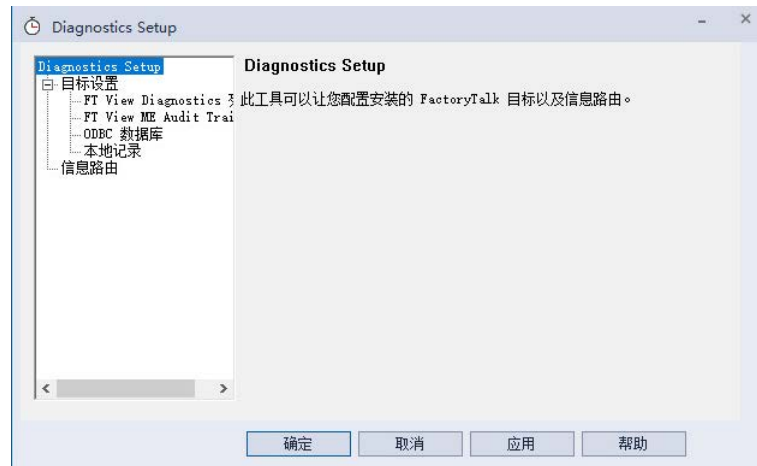 Diagnostics Setup
Diagnostics Setup
目标设置
FT View Diagnostics
FT View ME Audit Trai
ODBC 数据库
本地记录
信息路由
Diagnostics Setup
此工具可以让您配置安装的 FactoryTalk 目标以及信息路由。
确定
取消
应用
帮助